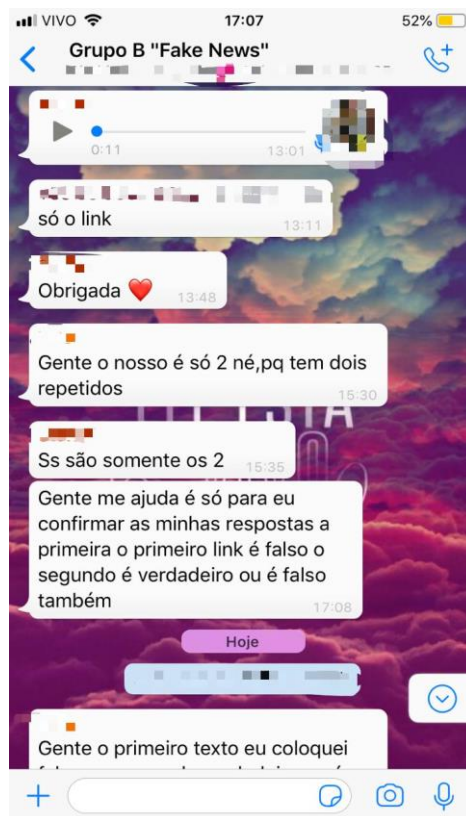 VIVO 17:07 52%
Grupo B "Fake News"
0:11 13:01
só o link
13:11
Obrigada ❤️ 13:48
Gente o nosso é só 2 né,pq tem dois
repetidos
15:30
Ss são somente os 2 15:35
Gente me ajuda é só para eu
confirmar as minhas respostas a
primeira o primeiro link é falso o
segundo é verdadeiro ou é falso
também
17:08
Hoje
Gente o primeiro texto eu coloquei